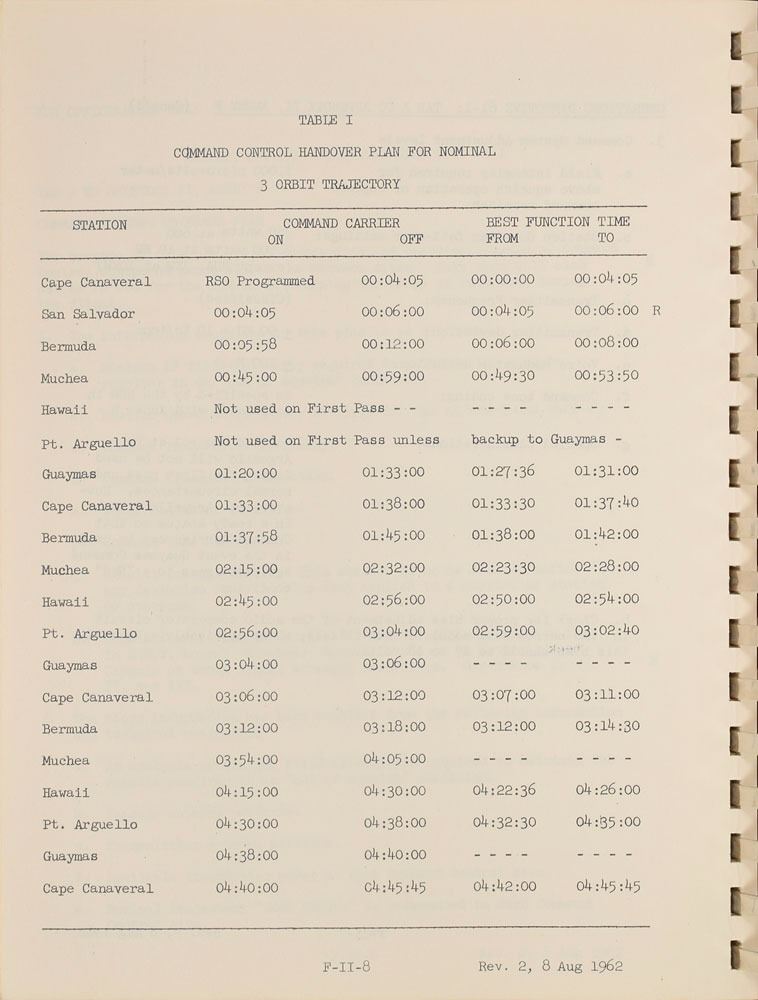 TABLE I
COMMAND CONTROL HANDOVER PLAN FOR NOMINAL
3 ORBIT TRAJECTORY
STATION COMMAND CARRIER BEST FUNCTION TIME
ON OFF FROM TO
Cape Canaveral RSO Programmed 00:04:05 00:00:00 00:04:05
San Salvador 00:04:05 00:06:00 00:04:05 00:06:00 R
Bermuda 00:05:58 00:12:00 00:06:00 00:08:00
Muchea 00:45:00 00:59:00 00:49:30 00:53:50
Hawaii Not used on First Pass - - - - - - - - - -
Pt. Arguello Not used on First Pass unless backup to Guaymas -
Guaymas 01:20:00 01:33:00 01:27:36 01:31:00
Cape Canaveral 01:33:00 01:38:00 01:33:30 01:37:40
Bermuda 01:37:58 01:45:00 01:38:00 01:42:00
Muchea 02:15:00 02:32:00 02:23:30 02:28:00
Hawaii 02:45:00 02:56:00 02:50:00 02:54:00
Pt. Arguello 02:56:00 03:04:00 02:59:00 03:02:40
Guaymas 03:04:00 03:06:00 - - - - - - - -
Cape Canaveral 03:06:00 03:12:00 03:07:00 03:11:00
Bermuda 03:12:00 03:18:00 03:12:00 03:14:30
Muchea 03:54:00 04:05:00 - - - - - - - -
Hawaii 04:15:00 04:30:00 04:22:36 04:26:00
Pt. Arguello 04:30:00 04:38:00 04:32:30 04:35:00
Guaymas 04:38:00 04:40:00 - - - - - - - -
Cape Canaveral 04:40:00 04:45:45 04:42:00 04:45:45
F-II-8 Rev. 2, 8 Aug 1962